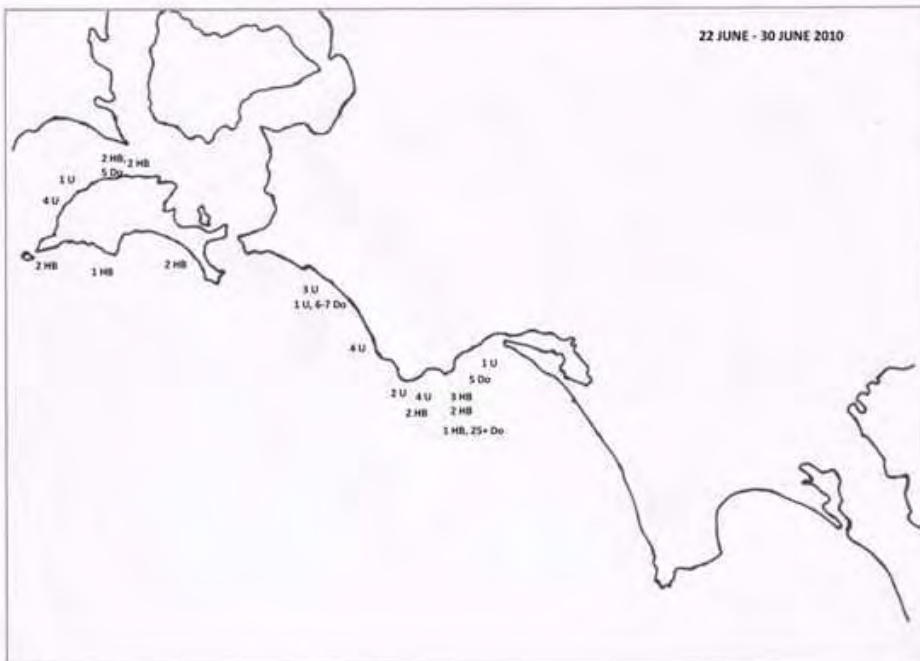 22 JUNE - 30 JUNE 2010
2 HB, 2 HB
5 Do
1 U
4 U
2 HB
1 HB
2 HB
3 U
1 U, 6-7 Do
4 U
1 U
5 Do
2 U
4 U
3 HB
2 HB
2 HB
1 HB, 25+ Do